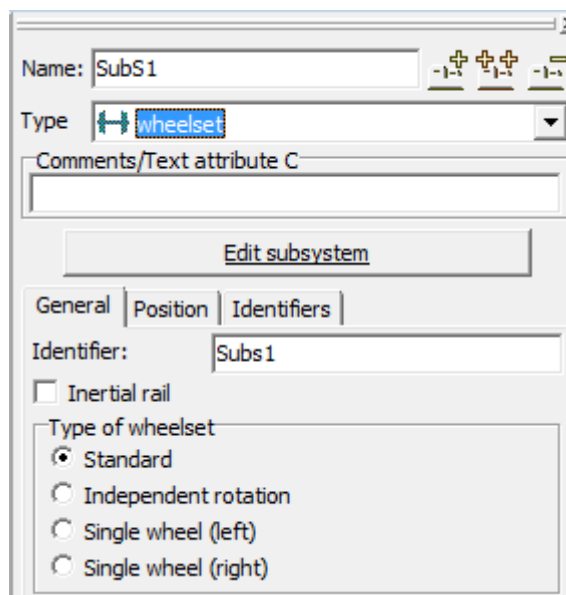 Name: SubS1
Type wheelset
Comments/Text attribute C
Edit subsystem
General Position Identifiers
Identifier: Subs1
Inertial rail
Type of wheelset
Standard
Independent rotation
Single wheel (left)
Single wheel (right)